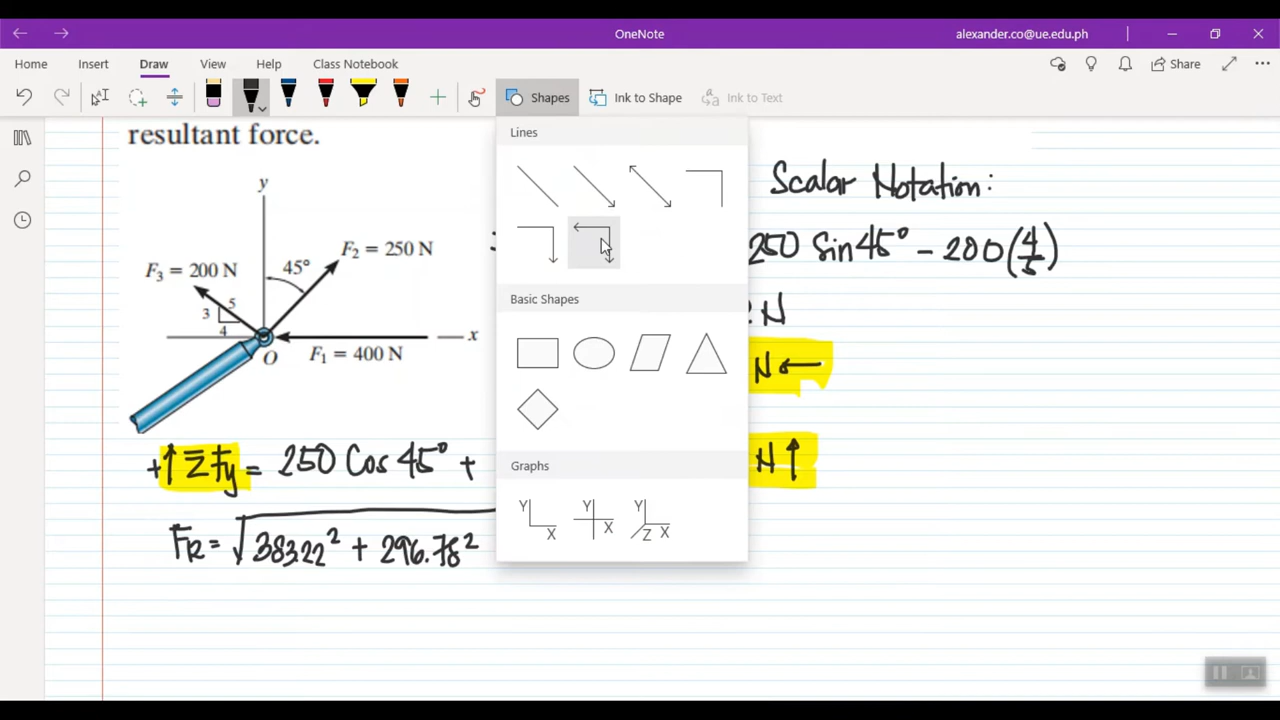 OneNote
alexander.co@ue.edu.ph
Home Insert Draw View Help Class Notebook
Share
Shapes Ink to Shape Ink to Text
resultant force.
Lines
Scalar Notation:
y
F₂ = 250 N
250 Sin 45° - 200 (4/5)
45°
F₃ = 200 N
5
3
4
N
Basic Shapes
x
O
F₁ = 400 N
N ←
+↑ΣFy = 250 Cos 45° +
N ↑
Graphs
Y X Y X Y Z X
FR = √38322² + 296.78²